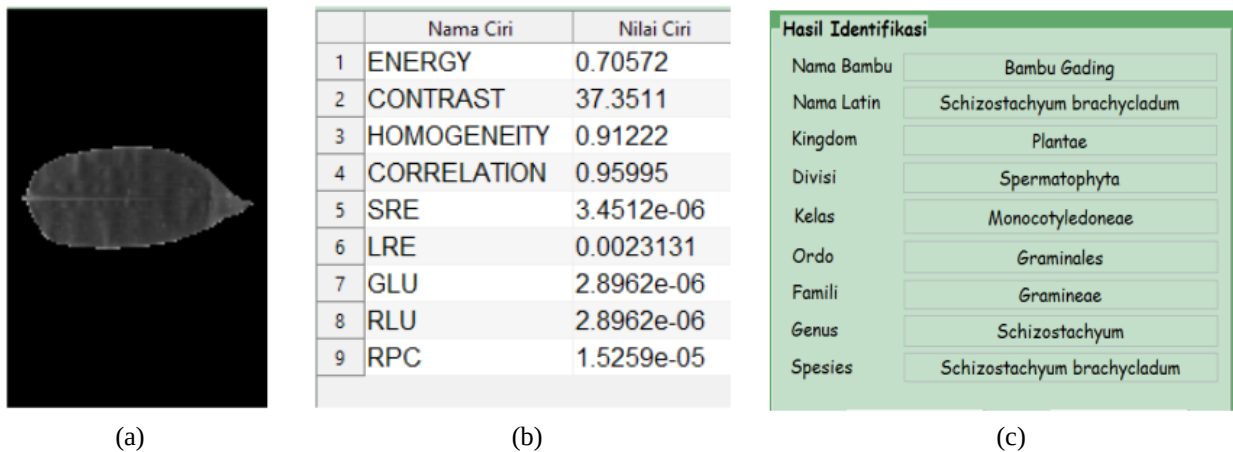 Nama Ciri Nilai Ciri
1 ENERGY 0.70572
2 CONTRAST 37.3511
3 HOMOGENEITY 0.91222
4 CORRELATION 0.95995
5 SRE 3.4512e-06
6 LRE 0.0023131
7 GLU 2.8962e-06
8 RLU 2.8962e-06
9 RPC 1.5259e-05
Hasil Identifikasi
Nama Bambu Bambu Gading
Nama Latin Schizostachyum brachycladum
Kingdom Plantae
Divisi Spermatophyta
Kelas Monocotyledoneae
Ordo Graminales
Famili Gramineae
Genus Schizostachyum
Spesies Schizostachyum brachycladum
(a) (b) (c)